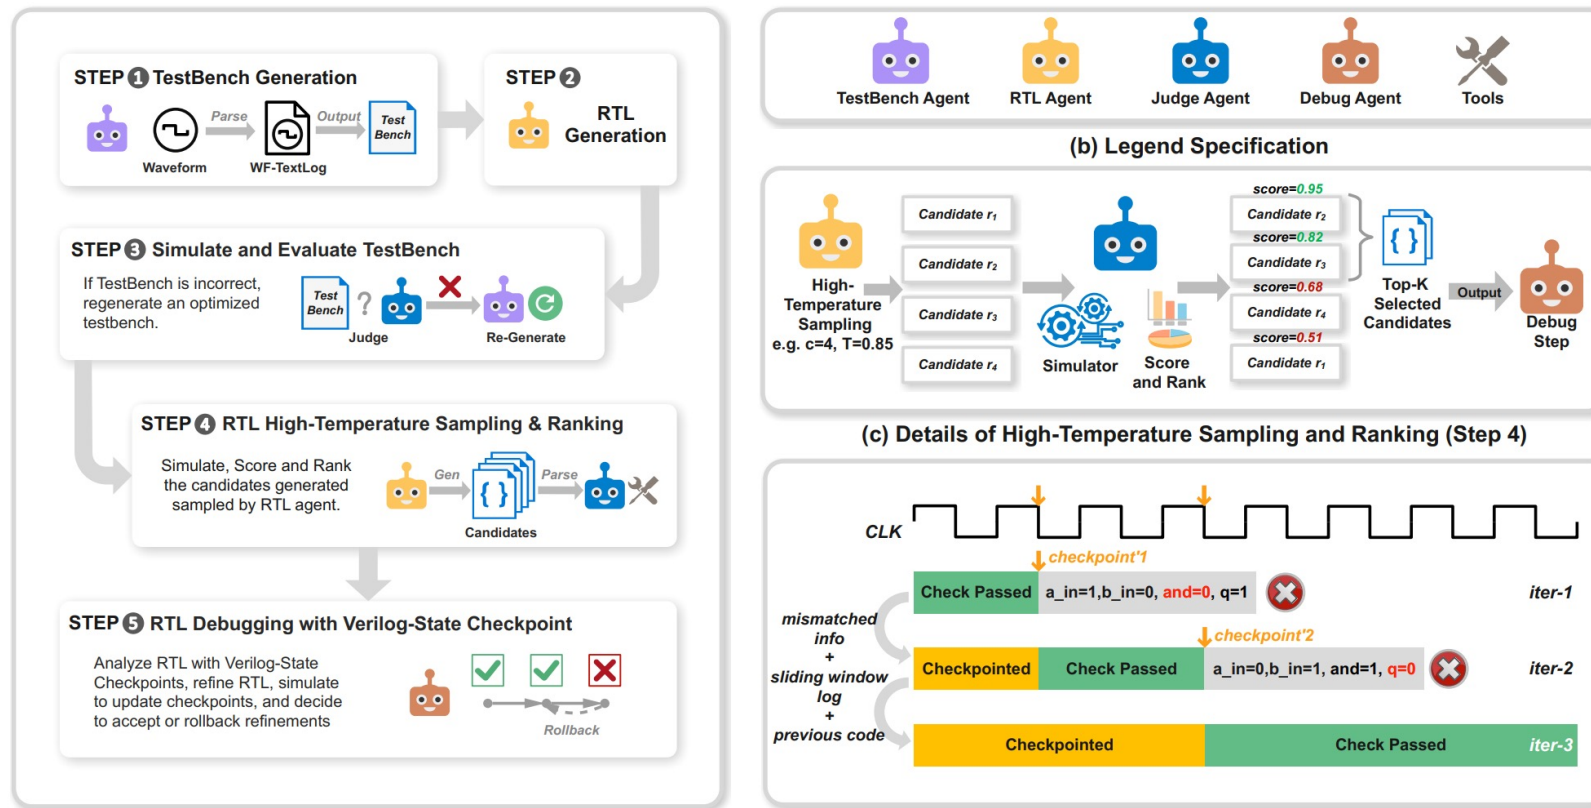 STEP 1 TestBench Generation
Parse
Output
Test
Bench
Waveform
WF-TextLog
STEP 2
RTL
Generation
STEP 3 Simulate and Evaluate TestBench
If TestBench is incorrect,
regenerate an optimized
testbench.
Test
Bench
?
Judge
Re-Generate
STEP 4 RTL High-Temperature Sampling & Ranking
Simulate, Score and Rank
the candidates generated
sampled by RTL agent.
Gen
{ }
Parse
Candidates
STEP 5 RTL Debugging with Verilog-State Checkpoint
Analyze RTL with Verilog-State
Checkpoints, refine RTL, simulate
to update checkpoints, and decide
to accept or rollback refinements
Rollback
TestBench Agent
RTL Agent
Judge Agent
Debug Agent
Tools
(b) Legend Specification
High-
Temperature
Sampling
e.g. c=4, T=0.85
Candidate r1
Candidate r2
Candidate r3
Candidate r4
Simulator
Score
and Rank
score=0.95
Candidate r2
score=0.82
Candidate r3
score=0.68
Candidate r4
score=0.51
Candidate r1
{ }
Top-K
Selected
Candidates
Output
Debug
Step
(c) Details of High-Temperature Sampling and Ranking (Step 4)
CLK
checkpoint'1
Check Passed
a_in=1,b_in=0, and=0, q=1
iter-1
mismatched
info
+
sliding window
log
+
previous code
checkpoint'2
Checkpointed
Check Passed
a_in=0,b_in=1, and=1, q=0
iter-2
Checkpointed
Check Passed
iter-3